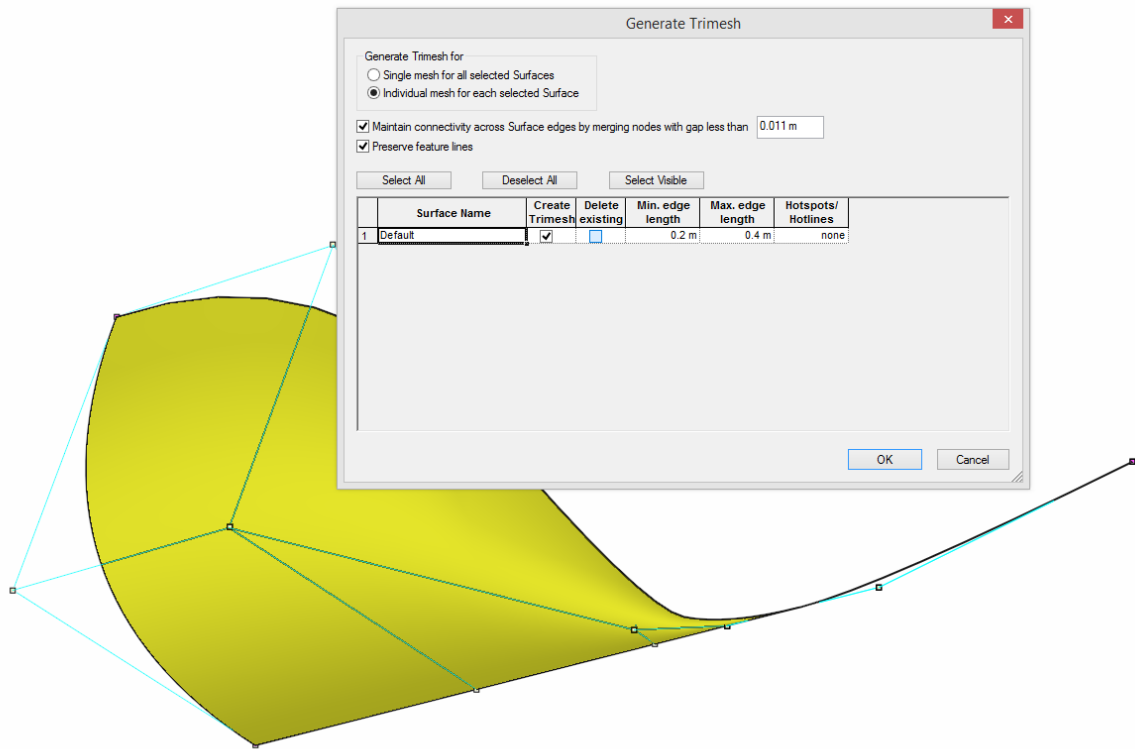 Generate Trimesh
Generate Trimesh for
Single mesh for all selected Surfaces
Individual mesh for each selected Surface
Maintain connectivity across Surface edges by merging nodes with gap less than 0.011 m
Preserve feature lines
Select All Deselect All Select Visible
Surface Name Create Trimesh Delete existing Min. edge length Max. edge length Hotspots/ Hotlines
1 Default 0.2 m 0.4 m none
OK Cancel